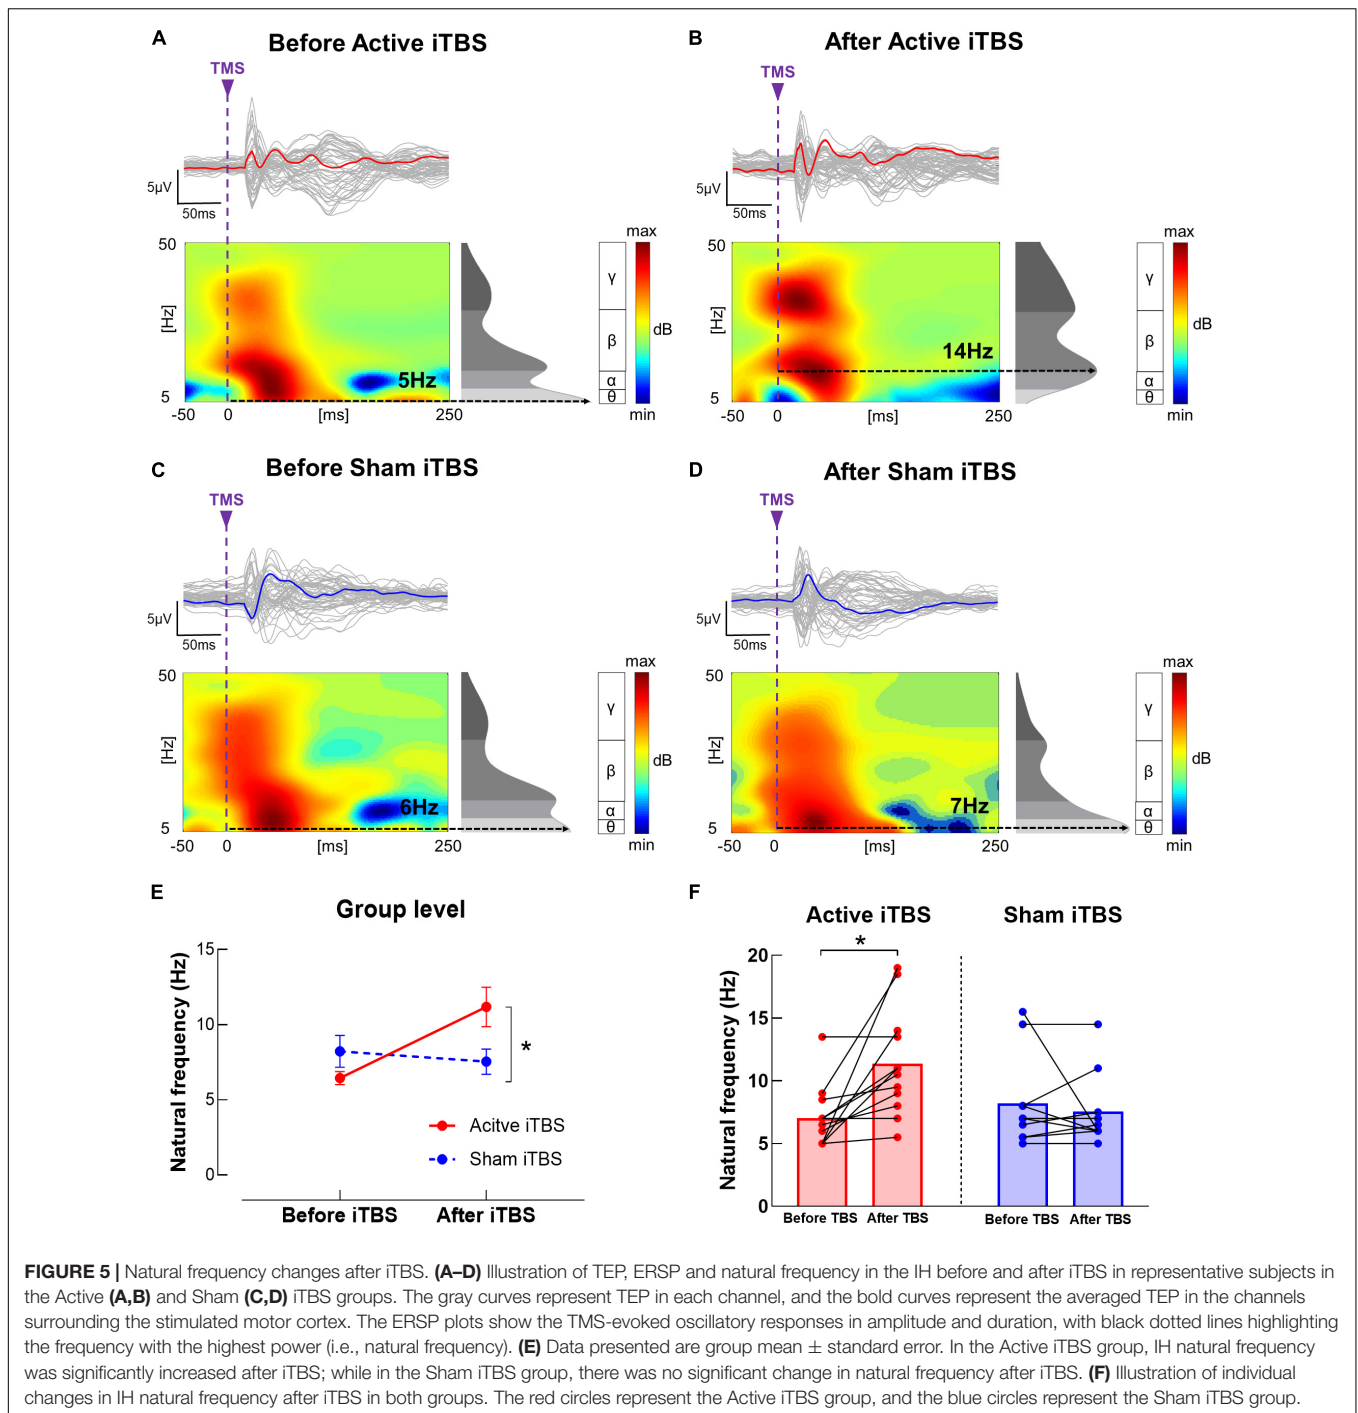 A
Before Active iTBS
B
After Active iTBS
TMS
TMS
5µV
50ms
5µV
50ms
50
[Hz]
5
-50
0
[ms]
250
5Hz
γ
β
α
θ
max
dB
min
50
[Hz]
5
-50
0
[ms]
250
14Hz
γ
β
α
θ
max
dB
min
C
Before Sham iTBS
D
After Sham iTBS
TMS
TMS
5µV
50ms
5µV
50ms
50
[Hz]
5
-50
0
[ms]
250
6Hz
γ
β
α
θ
max
dB
min
50
[Hz]
5
-50
0
[ms]
250
7Hz
γ
β
α
θ
max
dB
min
E
Group level
Natural frequency (Hz)
15
10
5
0
*
Acitve iTBS
Sham iTBS
Before iTBS
After iTBS
F
Active iTBS
Sham iTBS
*
Natural frequency (Hz)
20
15
10
5
0
Before TBS
After TBS
Before TBS
After TBS
FIGURE 5 | Natural frequency changes after iTBS. (A–D) Illustration of TEP, ERSP and natural frequency in the IH before and after iTBS in representative subjects in
the Active (A,B) and Sham (C,D) iTBS groups. The gray curves represent TEP in each channel, and the bold curves represent the averaged TEP in the channels
surrounding the stimulated motor cortex. The ERSP plots show the TMS-evoked oscillatory responses in amplitude and duration, with black dotted lines highlighting
the frequency with the highest power (i.e., natural frequency). (E) Data presented are group mean ± standard error. In the Active iTBS group, IH natural frequency
was significantly increased after iTBS; while in the Sham iTBS group, there was no significant change in natural frequency after iTBS. (F) Illustration of individual
changes in IH natural frequency after iTBS in both groups. The red circles represent the Active iTBS group, and the blue circles represent the Sham iTBS group.